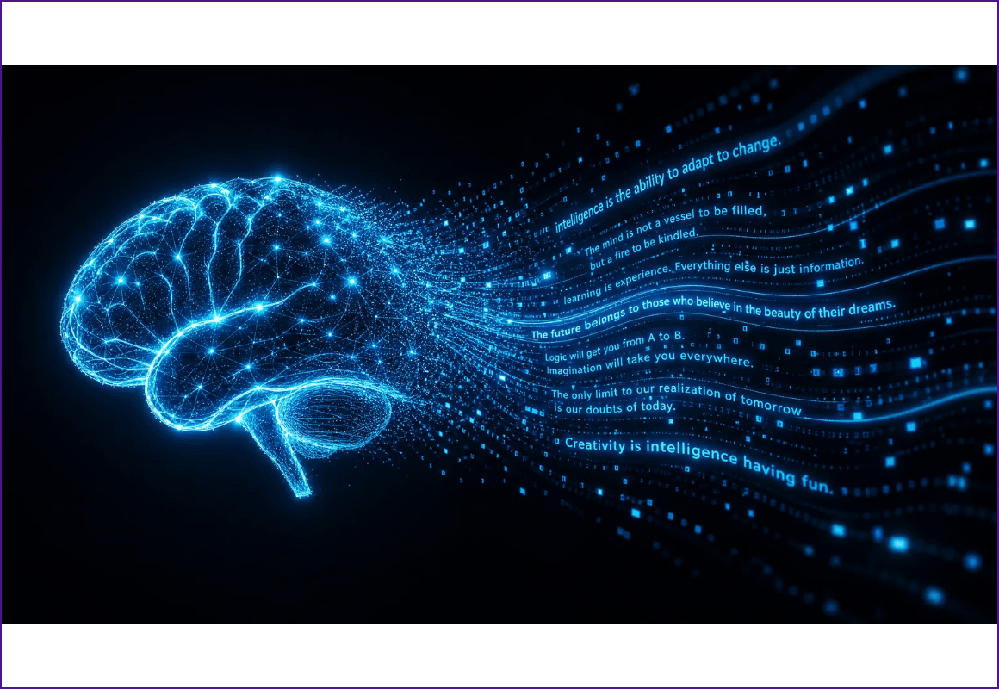 intelligence is the ability to adapt to change.
The mind is not a vessel to be filled,
but a fire to be kindled.
learning is experience. Everything else is just information.
The future belongs to those who believe in the beauty of their dreams.
Logic will get you from A to B.
Imagination will take you everywhere.
The only limit to our realization of tomorrow
is our doubts of today.
Creativity is intelligence having fun.